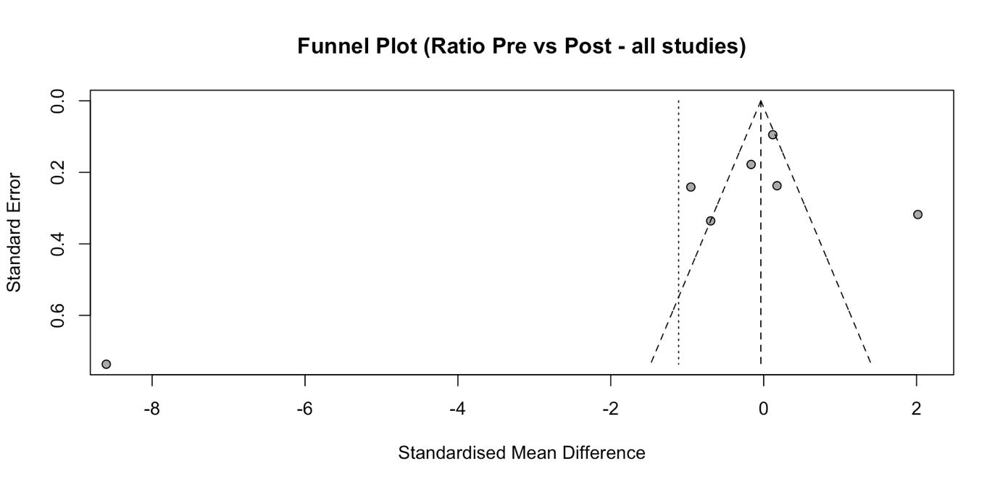 Funnel Plot (Ratio Pre vs Post - all studies)
Standard Error
0.0
0.2
0.4
0.6
-8 -6 -4 -2 0 2
Standardised Mean Difference